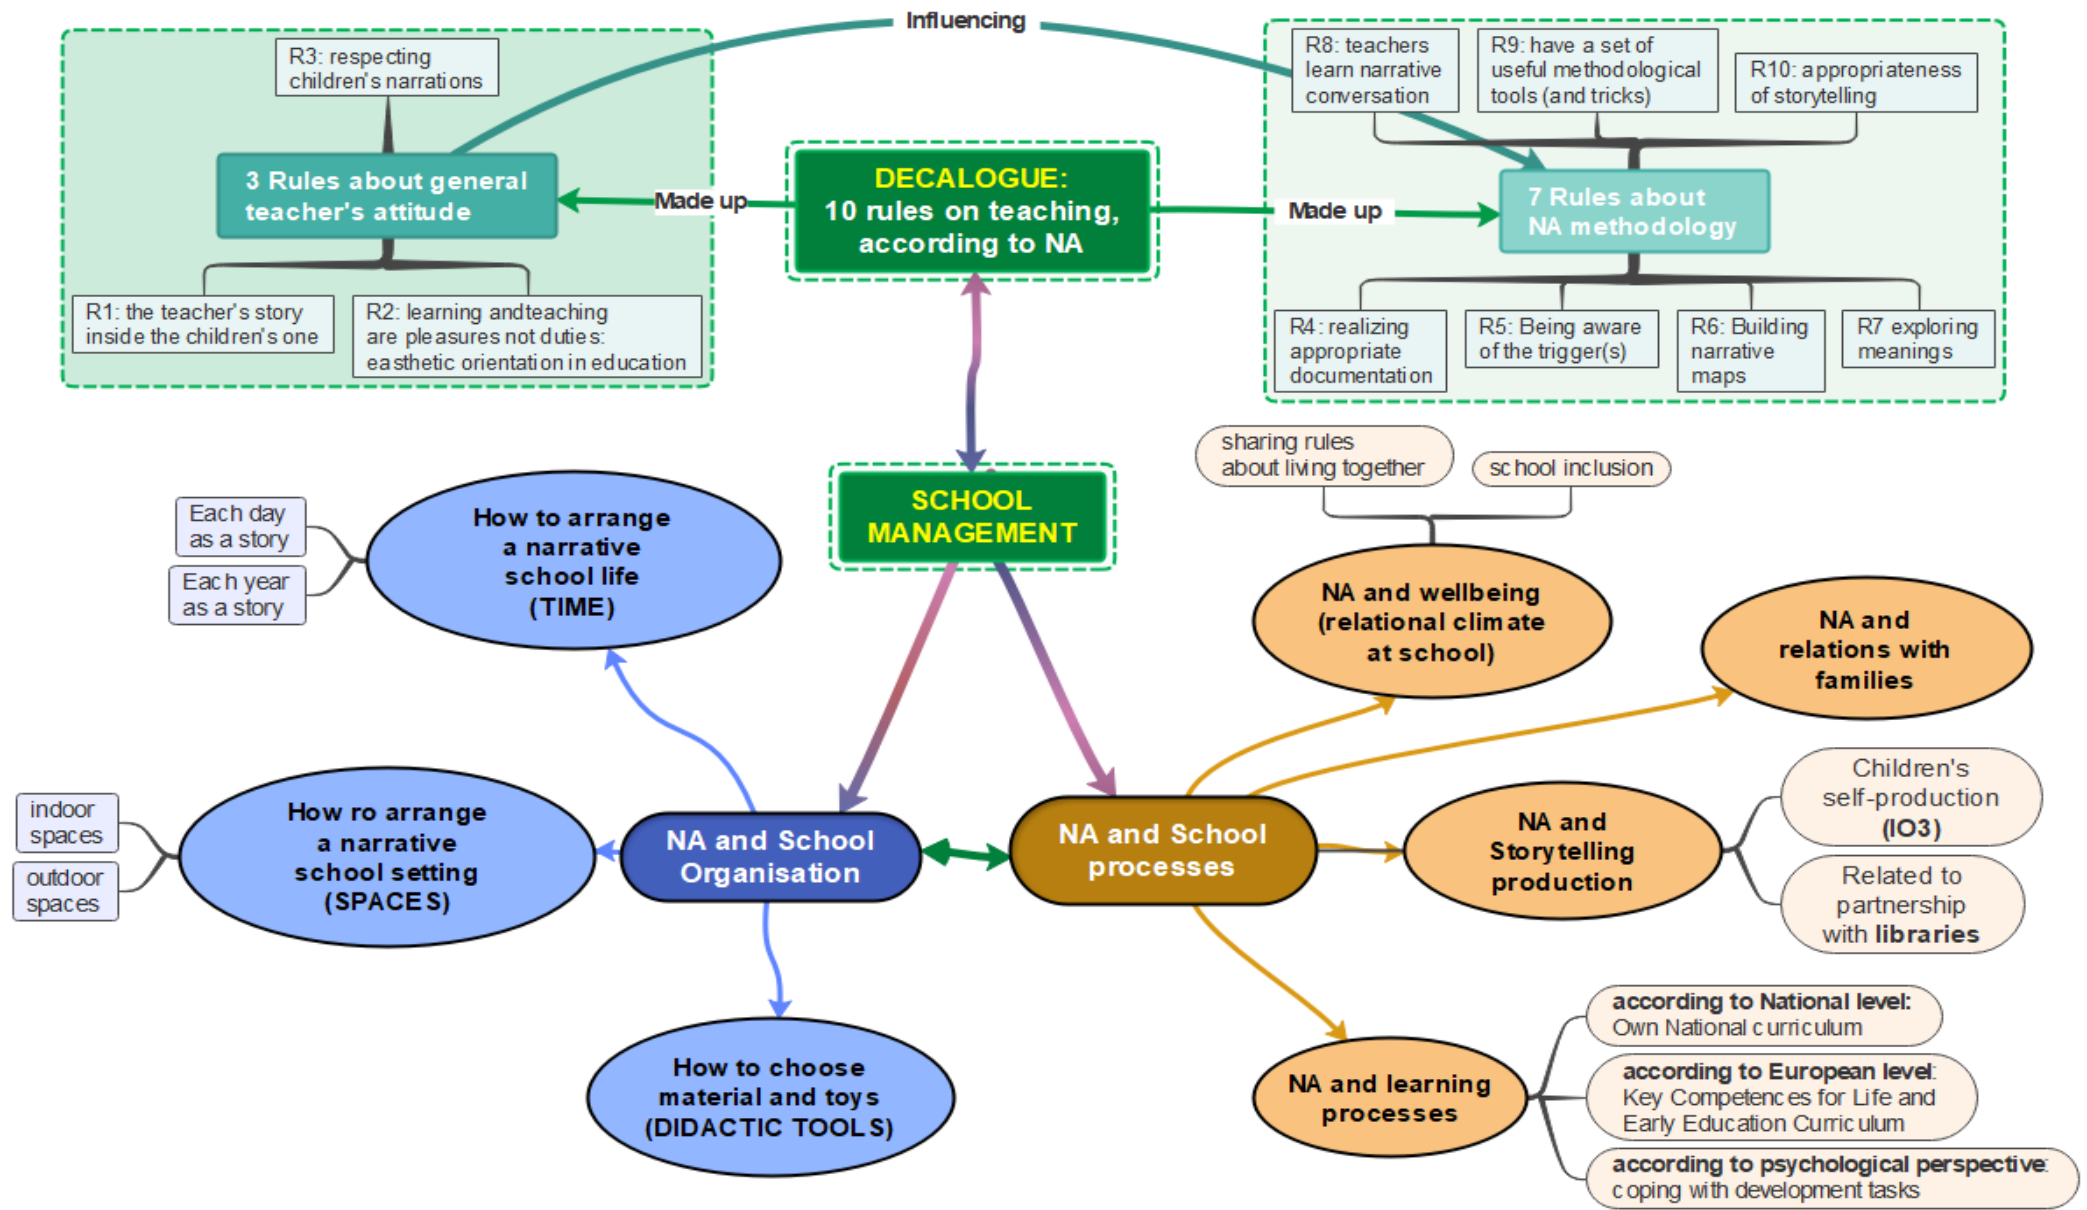 Influencing
R3: respecting
children's narrations
3 Rules about general
teacher's attitude
R1: the teacher's story
inside the children's one
R2: learning andteaching
are pleasures not duties:
easthetic orientation in education
Made up
DECALOGUE:
10 rules on teaching,
according to NA
Made up
R8: teachers
learn narrative
conversation
R9: have a set of
useful methodological
tools (and tricks)
R10: appropriateness
of storytelling
7 Rules about
NA methodology
R4: realizing
appropriate
documentation
R5: Being aware
of the trigger(s)
R6: Building
narrative
maps
R7 exploring
meanings
SCHOOL
MANAGEMENT
Each day
as a story
Each year
as a story
How to arrange
a narrative
school life
(TIME)
indoor
spaces
outdoor
spaces
How ro arrange
a narrative
school setting
(SPACES)
NA and School
Organisation
How to choose
material and toys
(DIDACTIC TOOLS)
NA and School
processes
sharing rules
about living together
school inclusion
NA and wellbeing
(relational climate
at school)
NA and
relations with
families
NA and
Storytelling
production
Children's
self-production
(IO3)
Related to
partnership
with libraries
NA and learning
processes
according to National level:
Own National curriculum
according to European level:
Key Competences for Life and
Early Education Curriculum
according to psychological perspective:
coping with development tasks